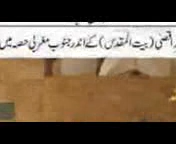 اقصیٰ (بیت المقدس) کے اندر جنوب مغربی حصہ میں